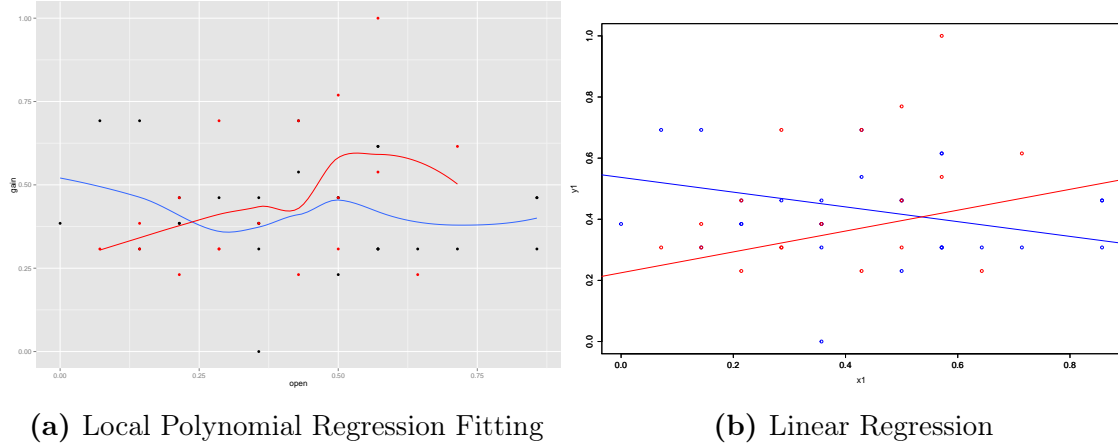 1.00
0.75
0.50
0.25
0.00
gain
0.00 0.25 0.50 0.75
open
1.0
0.8
0.6
0.4
0.2
0.0
y1
0.0 0.2 0.4 0.6 0.8
x1
(a) Local Polynomial Regression Fitting
(b) Linear Regression